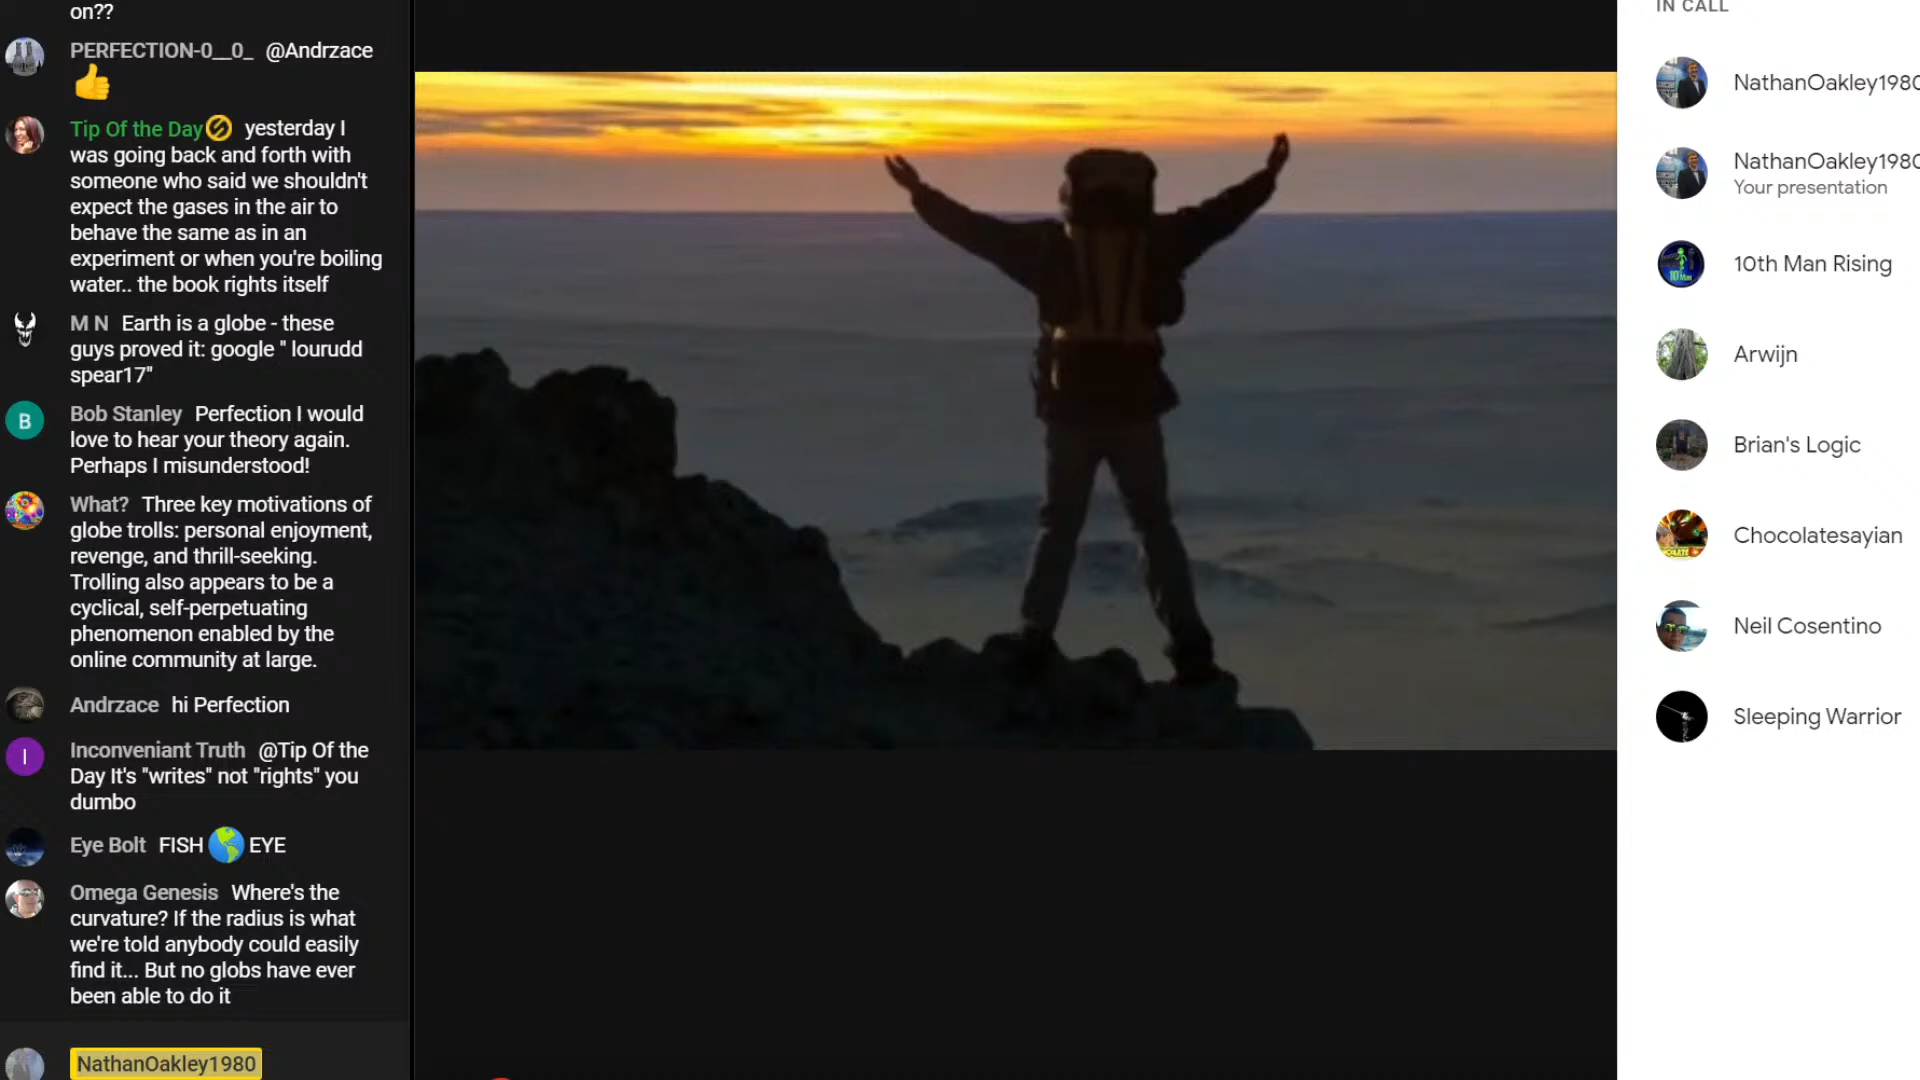 on??
PERFECTION-0__0_ @Andrzace
Tip Of the Day yesterday I
was going back and forth with
someone who said we shouldn't
expect the gases in the air to
behave the same as in an
experiment or when you're boiling
water.. the book rights itself
M N Earth is a globe - these
guys proved it: google " lourudd
spear17"
B
Bob Stanley Perfection I would
love to hear your theory again.
Perhaps I misunderstood!
What? Three key motivations of
globe trolls: personal enjoyment,
revenge, and thrill-seeking.
Trolling also appears to be a
cyclical, self-perpetuating
phenomenon enabled by the
online community at large.
Andrzace hi Perfection
I
Inconveniant Truth @Tip Of the
Day It's "writes" not "rights" you
dumbo
Eye Bolt FISH EYE
Omega Genesis Where's the
curvature? If the radius is what
we're told anybody could easily
find it... But no globs have ever
been able to do it
NathanOakley1980
IN CALL
NathanOakley1980
NathanOakley1980
Your presentation
10th Man Rising
Arwijn
Brian's Logic
Chocolatesayian
Neil Cosentino
Sleeping Warrior